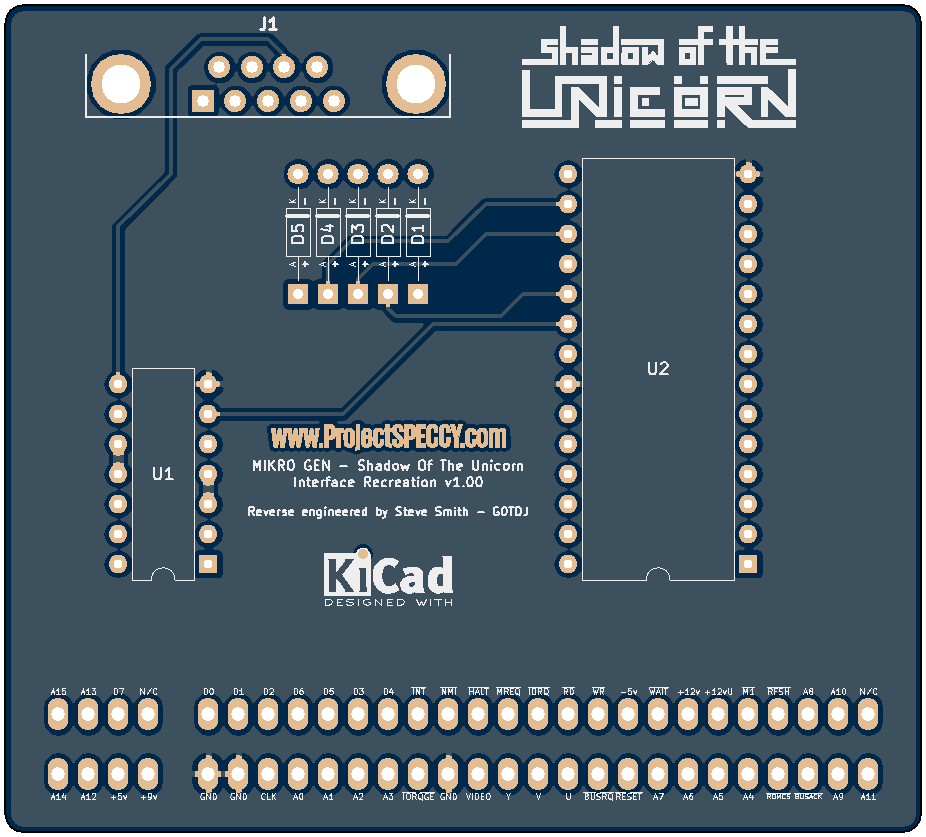 J1
shadow of the
UNICORN
K K K K K
- - - - -
D5 D4 D3 D2 D1
A A A A A
+ + + + +
U2
U1
www.ProjectSPECCY.com
MIKRO GEN - Shadow Of The Unicorn
Interface Recreation v1.00
Reverse engineered by Steve Smith - G0TDJ
KiCad
DESIGNED WITH
A15 A13 D7 N/C D0 D1 D2 D6 D5 D3 D4 INT NMI HALT MREQ IORQ RD WR -5v WAIT +12v +12vU M1 RFSH A8 A10 N/C
A14 A12 +5v +9v GND GND CLK A0 A1 A2 A3 IORQGE GND VIDEO Y V U BUSRQ RESET A7 A6 A5 A4 ROMCS BUSACK A9 A11